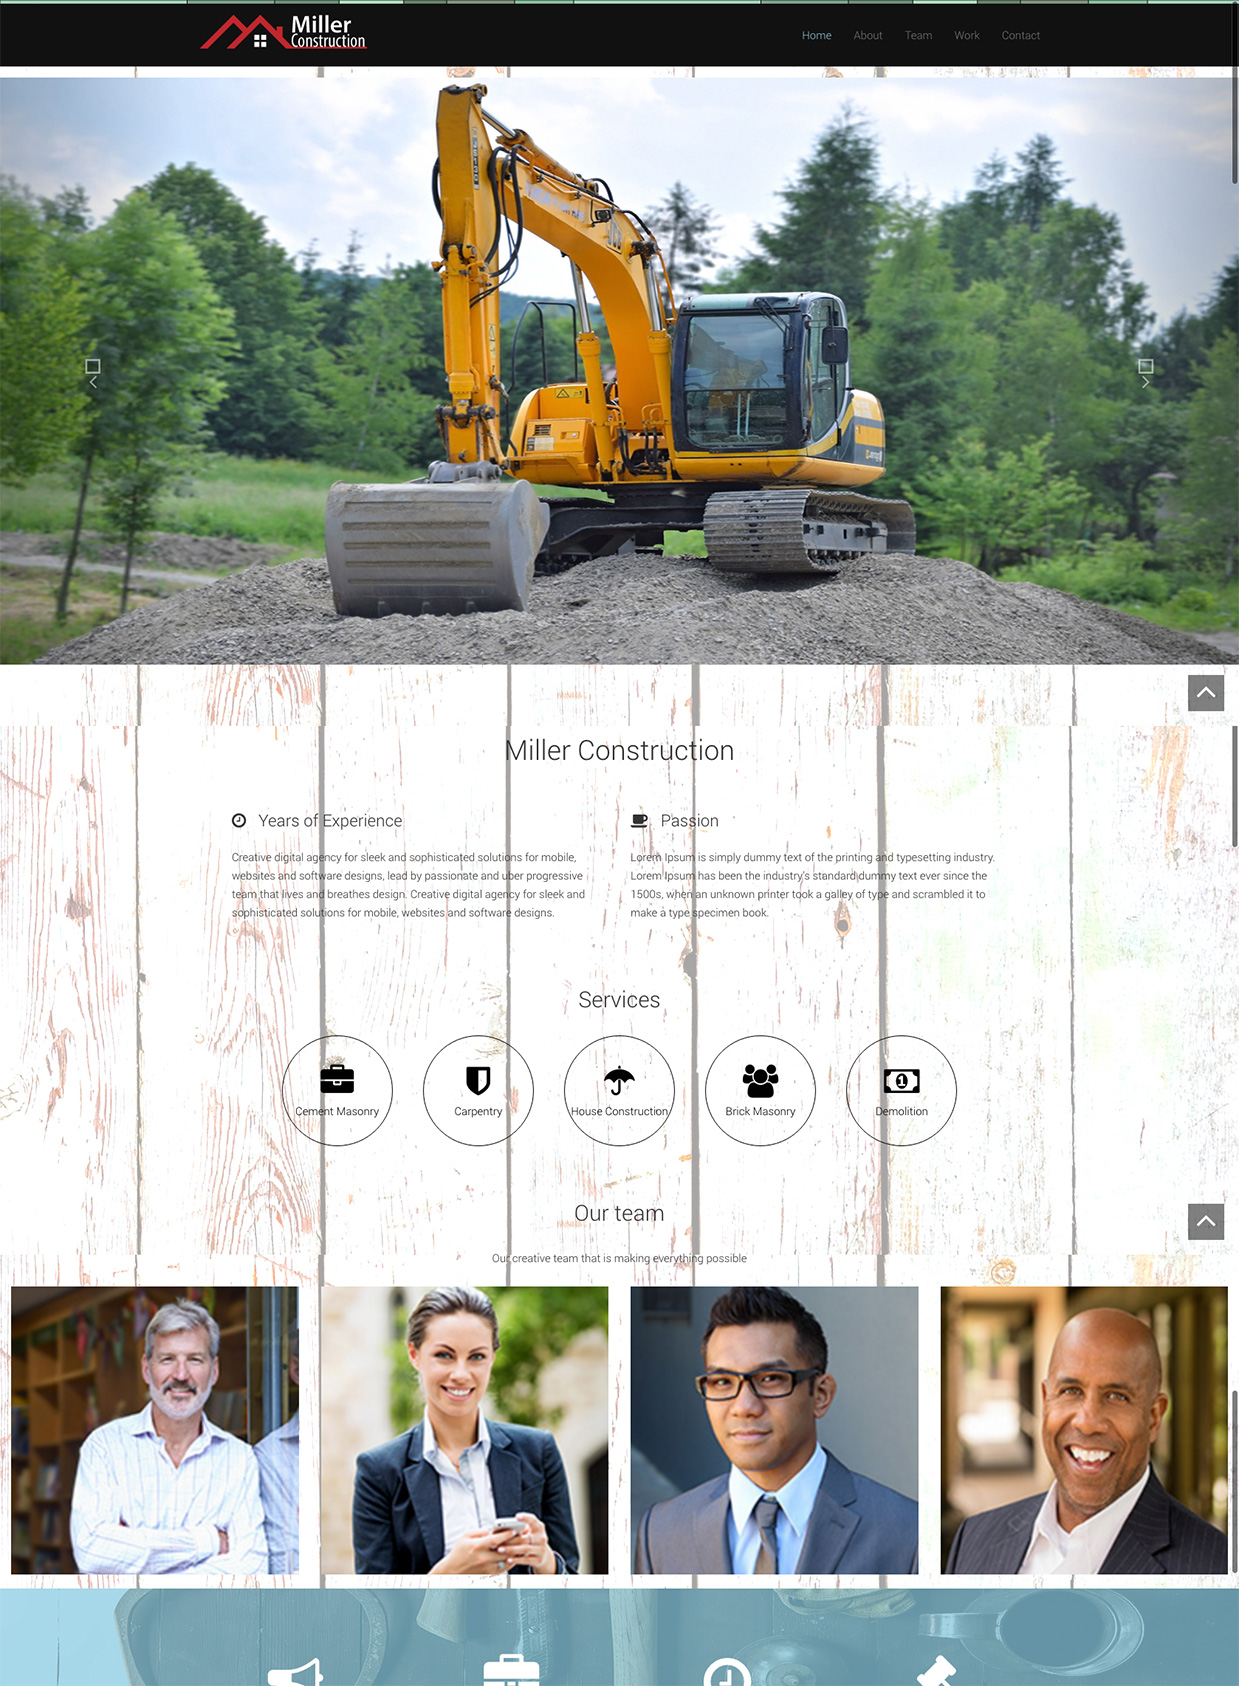 Miller
Construction
Home About Team Work Contact
JCB
Miller Construction
Years of Experience
Creative digital agency for sleek and sophisticated solutions for mobile,
websites and software designs, lead by passionate and uber progressive
team that lives and breathes design. Creative digital agency for sleek and
sophisticated solutions for mobile, websites and software designs.
Passion
Lorem Ipsum is simply dummy text of the printing and typesetting industry.
Lorem Ipsum has been the industry's standard dummy text ever since the
1500s, when an unknown printer took a galley of type and scrambled it to
make a type specimen book.
Services
Cement Masonry
Carpentry
House Construction
Brick Masonry
1
Demolition
Our team
Our creative team that is making everything possible